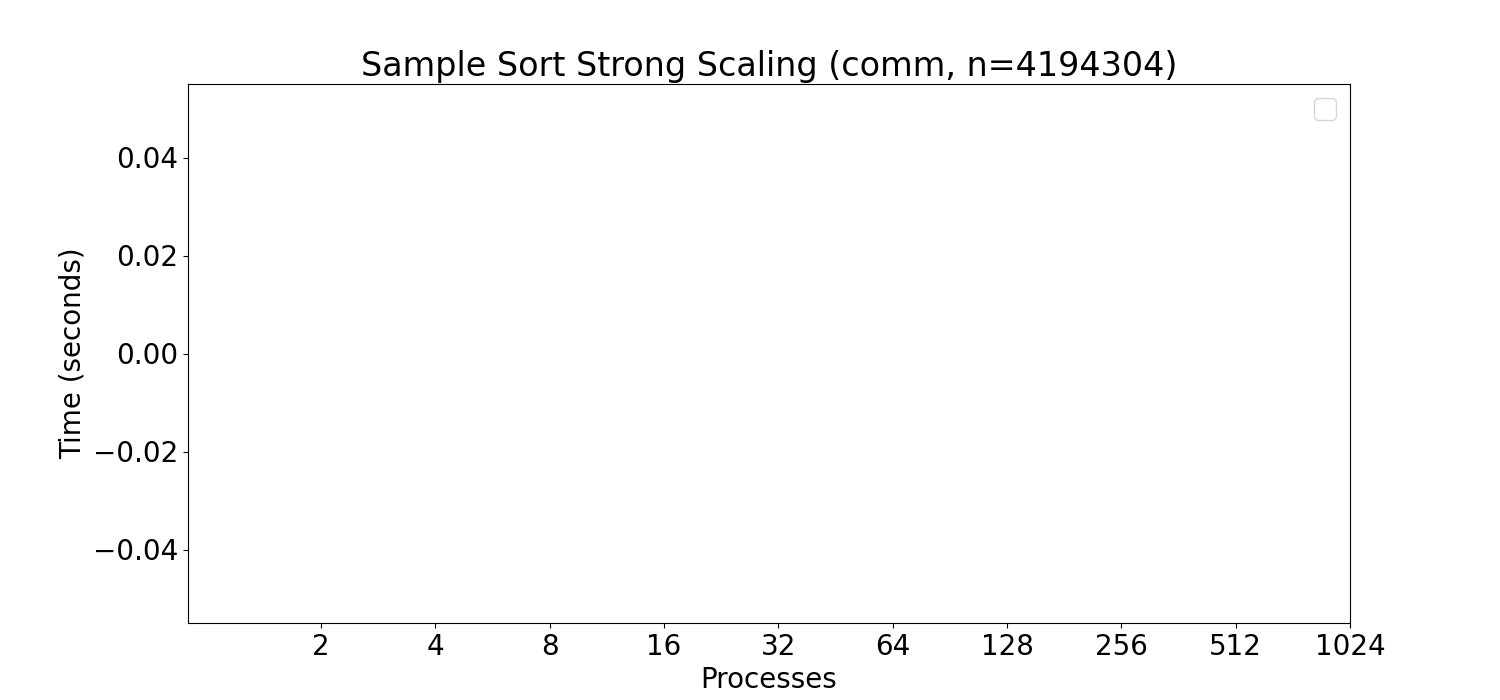 Sample Sort Strong Scaling (comm, n=4194304)
0.04
0.02
0.00
−0.02
−0.04
Time (seconds)
2 4 8 16 32 64 128 256 512 1024
Processes